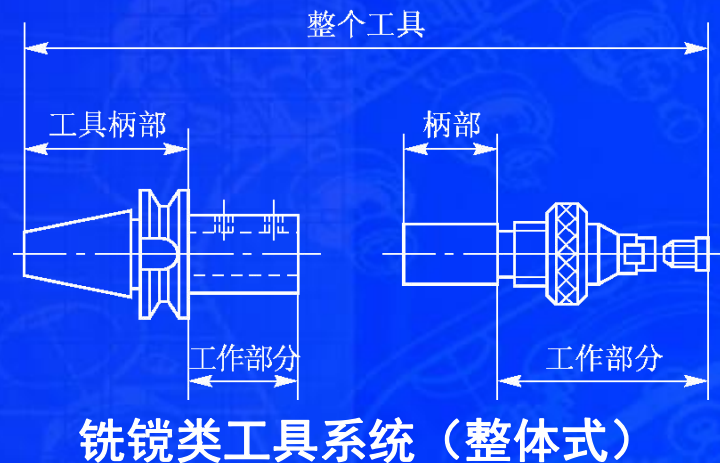 整个工具
工具柄部
柄部
工作部分
工作部分
铣镗类工具系统（整体式）